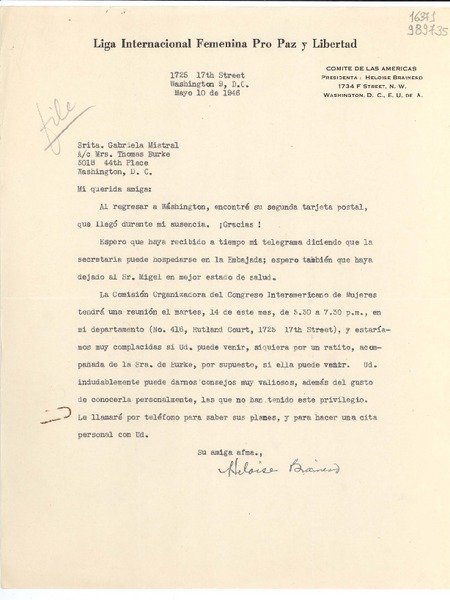 16371
989735
Liga Internacional Femenina Pro Paz y Libertad
COMITE DE LAS AMERICAS
PRESIDENTA: HELOISE BRAINERD
1734 F STREET, N. W.
WASHINGTON, D. C., E. U. DE A.
1725 17th Street
Washington 9, D.C.
Mayo 10 de 1946
file
Srita. Gabriela Mistral
A/c Mrs. Thomas Burke
3018 44th Place
Washington, D. C.
Mi querida amiga:
Al regresar a Wáshington, encontré su segunda tarjeta postal,
que llegó durante mi ausencia. ¡Gracias!
Espero que haya recibido a tiempo mi telegrama diciendo que la
secretaria puede hospedarse en la Embajada; espero también que haya
dejado al Sr. Migel en mejor estado de salud.
La Comisión Organizadora del Congreso Interamericano de Mujeres
tendrá una reunión el martes, 14 de este mes, de 5.30 a 7.30 p.m., en
mi departamento (No. 416, Rutland Court, 1725 17th Street), y estaría-
mos muy complacidas si Ud. puede venir, siquiera por un ratito, acom-
pañada de la Sra. de Burke, por supuesto, si ella puede venir. Ud.
indudablemente puede darnos consejos muy valiosos, además del gusto
de conocerla personalmente, las que no han tenido este privilegio.
Le llamaré por teléfono para saber sus planes, y para hacer una cita
personal con Ud.
Su amiga afma.,
Heloise Brainerd